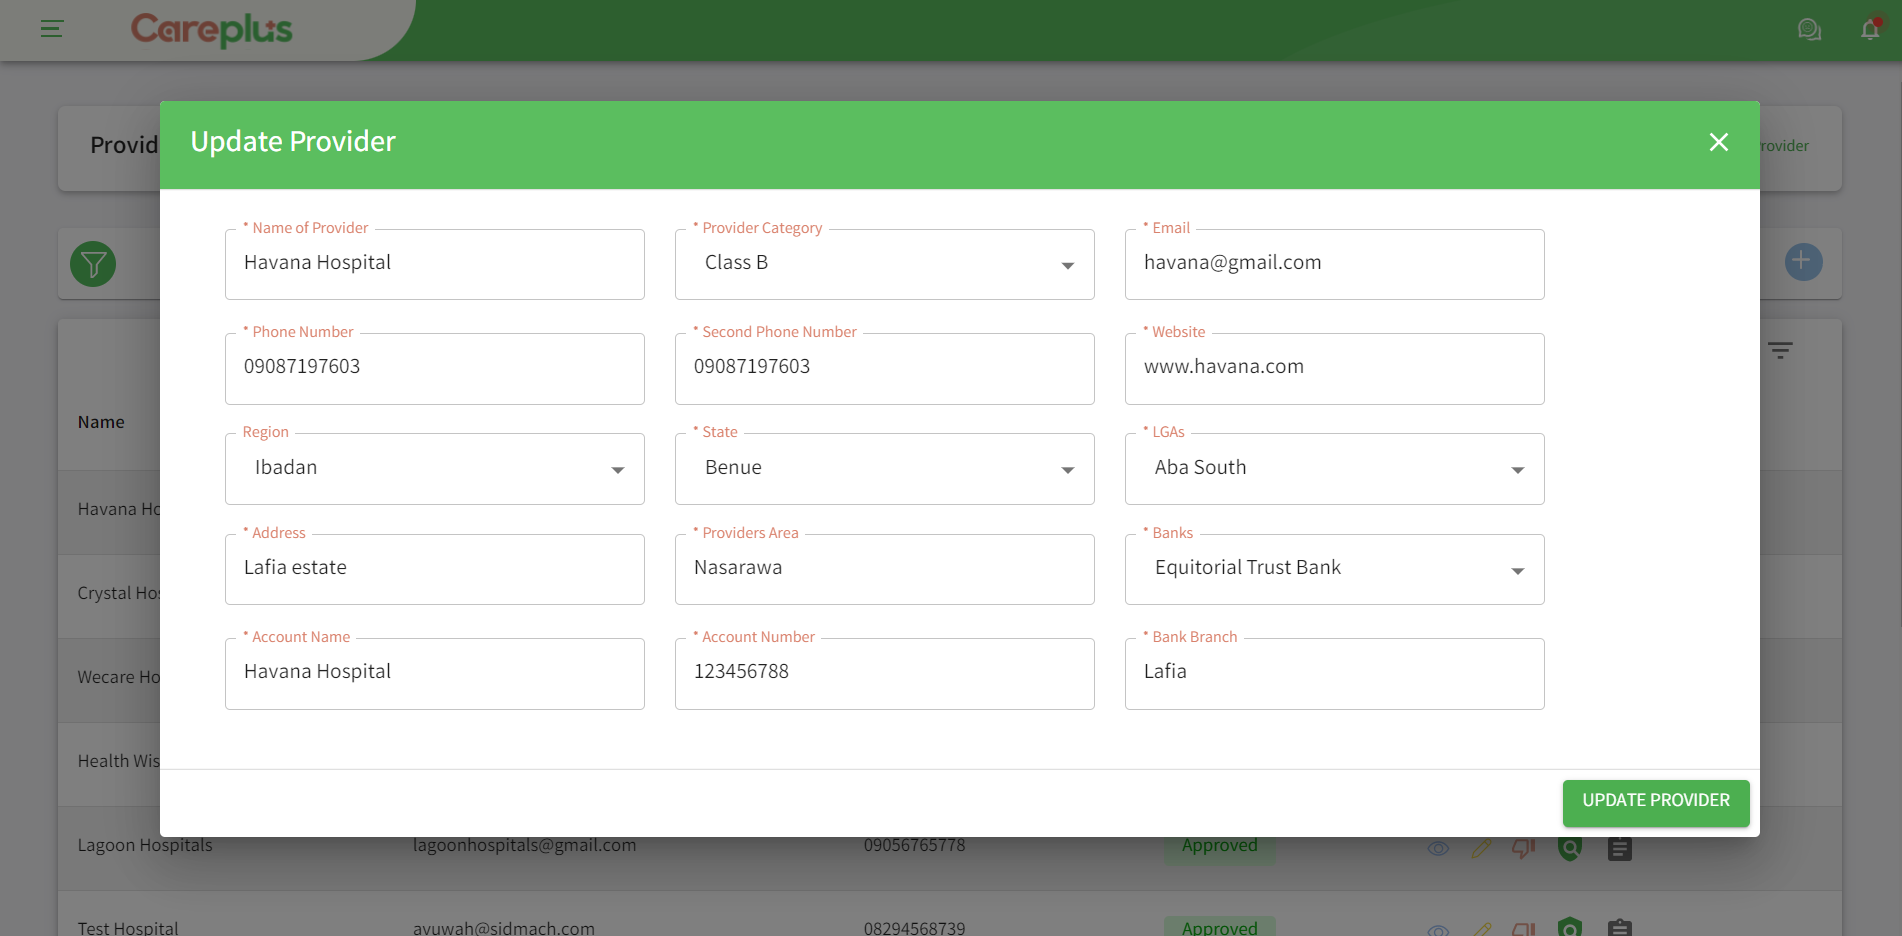 Careplus
Provid
rovider
Update Provider
* Name of Provider
Havana Hospital
* Provider Category
Class B
* Email
havana@gmail.com
* Phone Number
09087197603
* Second Phone Number
09087197603
* Website
www.havana.com
Region
Ibadan
* State
Benue
* LGAs
Aba South
* Address
Lafia estate
* Providers Area
Nasarawa
* Banks
Equitorial Trust Bank
* Account Name
Havana Hospital
* Account Number
123456788
* Bank Branch
Lafia
UPDATE PROVIDER
Name
Havana Ho
Crystal Hos
Wecare Ho
Health Wis
Lagoon Hospitals lagoonhospitals@gmail.com 09056765778 Approved
Test Hospital avuwah@sidmach.com 08294568739 Approved